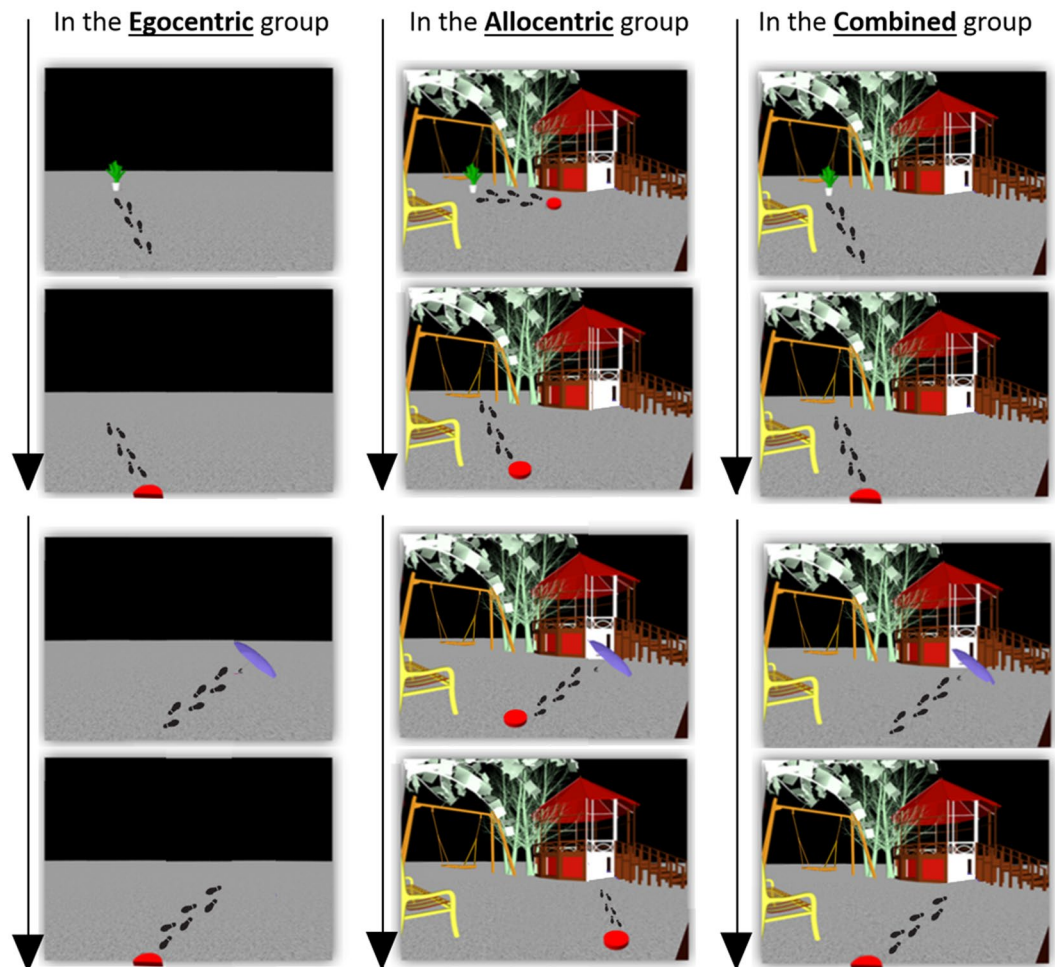 In the Egocentric group
In the Allocentric group
In the Combined group